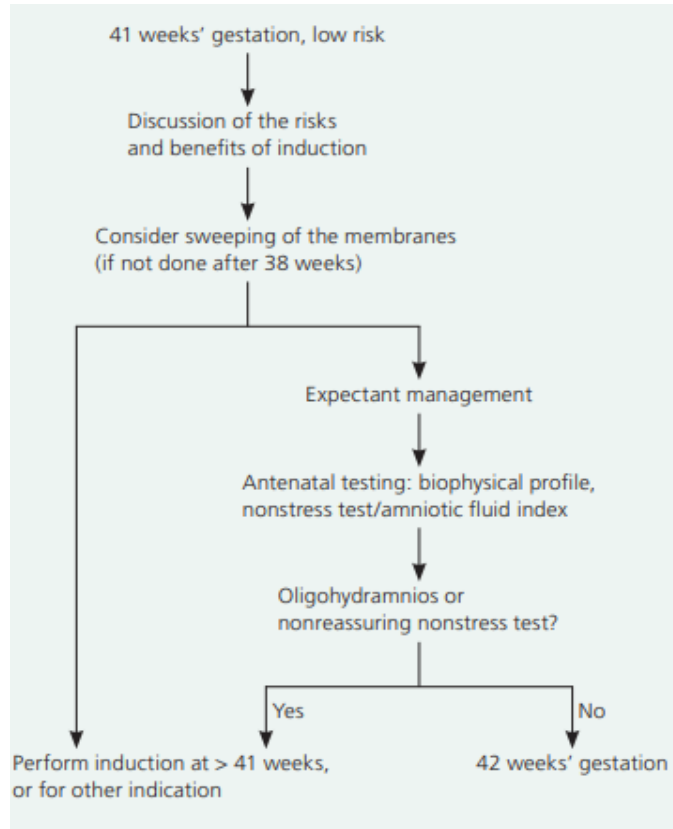 41 weeks' gestation, low risk
Discussion of the risks
and benefits of induction
Consider sweeping of the membranes
(if not done after 38 weeks)
Expectant management
Antenatal testing: biophysical profile,
nonstress test/amniotic fluid index
Oligohydramnios or
nonreassuring nonstress test?
Yes
No
Perform induction at > 41 weeks,
or for other indication
42 weeks' gestation